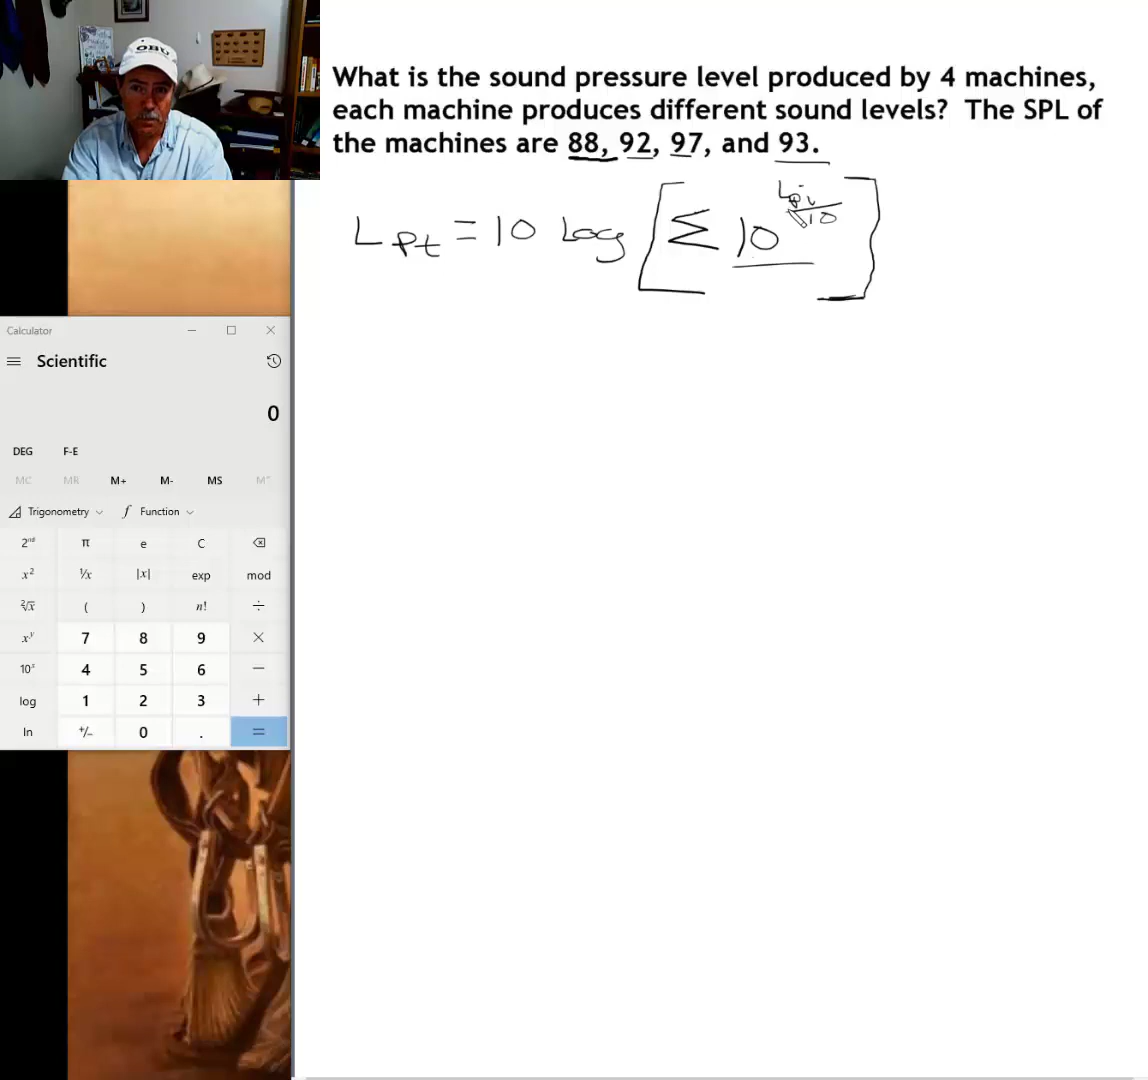 OBU
What is the sound pressure level produced by 4 machines,
each machine produces different sound levels? The SPL of
the machines are 88, 92, 97, and 93.
Lpt = 10 Log [ Σ 10^(Lpi/10) ]
Calculator
Scientific
0
DEG F-E
MC MR M+ M- MS M˅
Trigonometry Function
2ⁿᵈ π e C
x² ¹/x |x| exp mod
²√x ( ) n! ÷
xʸ 7 8 9 ×
10ˣ 4 5 6 −
log 1 2 3 +
ln +/− 0 . =